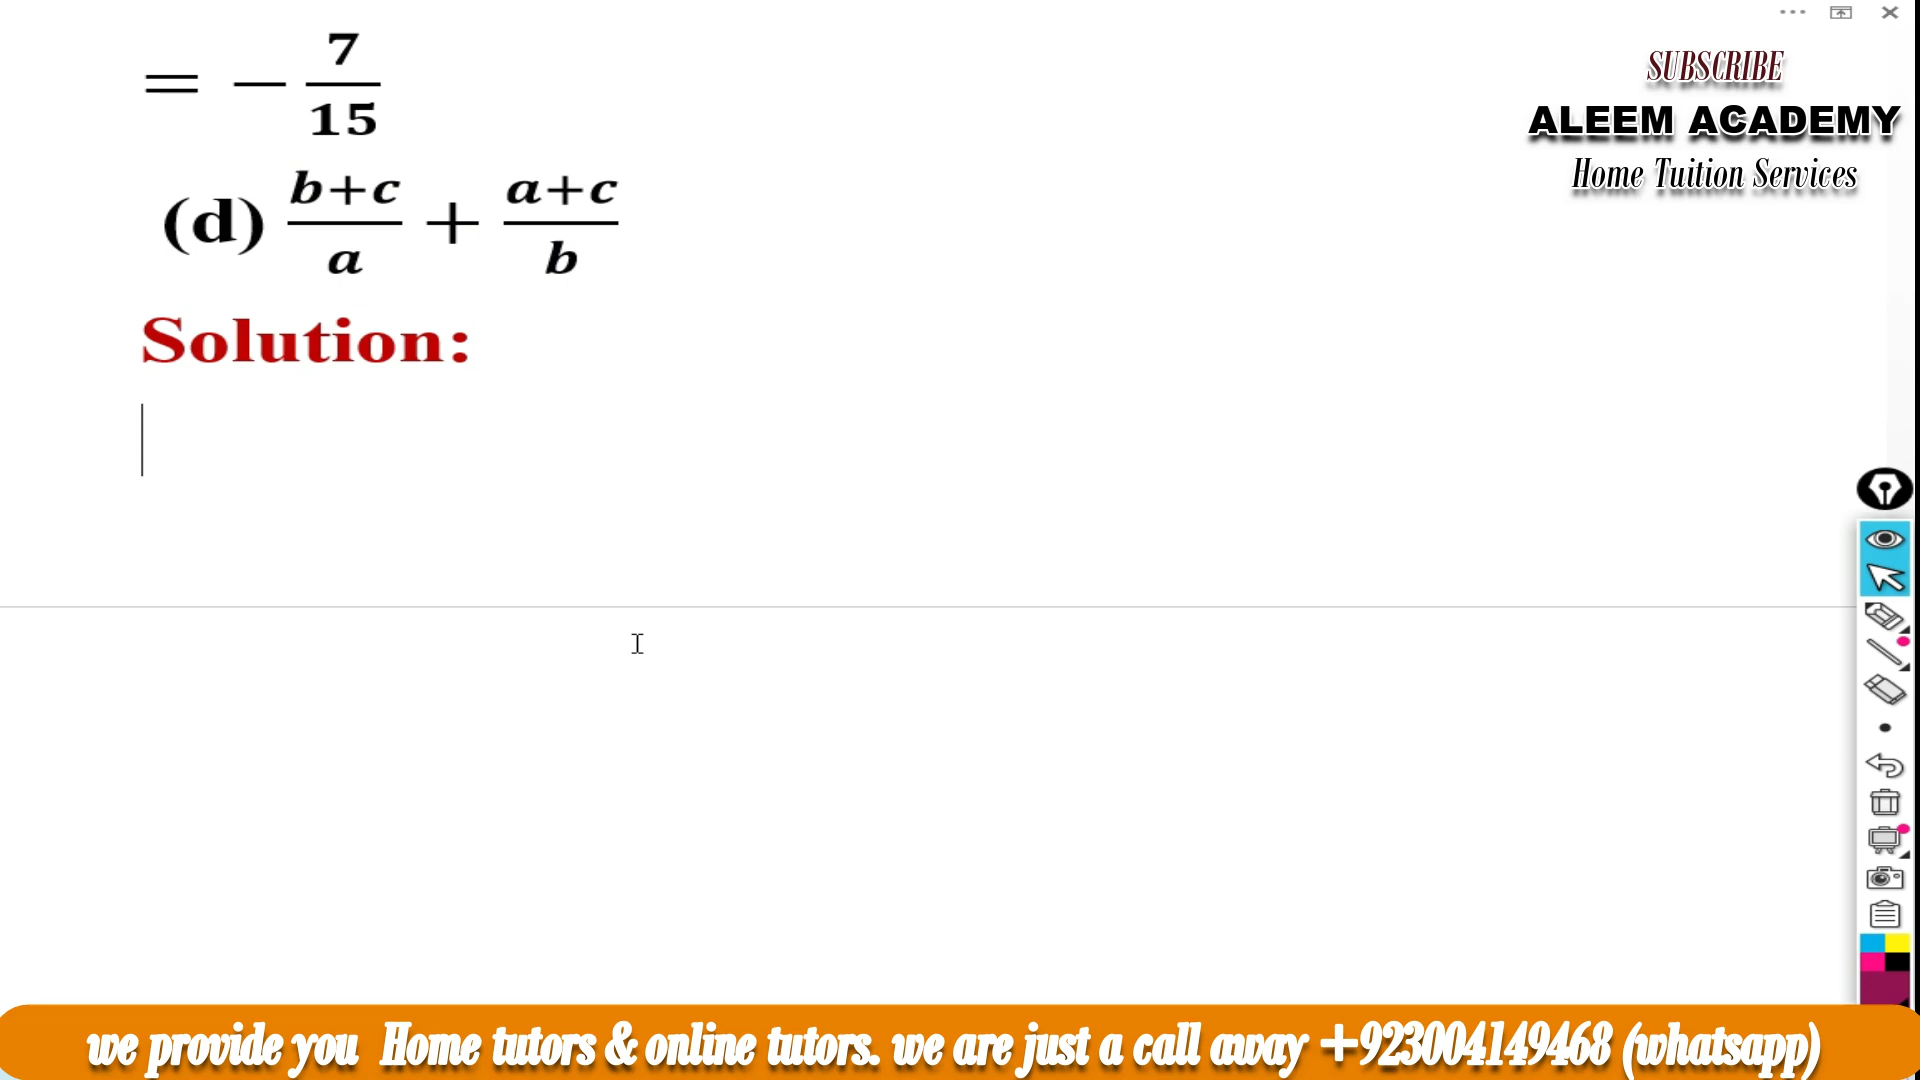 = − 7/15
(d) b+c/a + a+c/b
Solution:
SUBSCRIBE
ALEEM ACADEMY
Home Tuition Services
we provide you Home tutors & online tutors. we are just a call away +923004149468 (whatsapp)